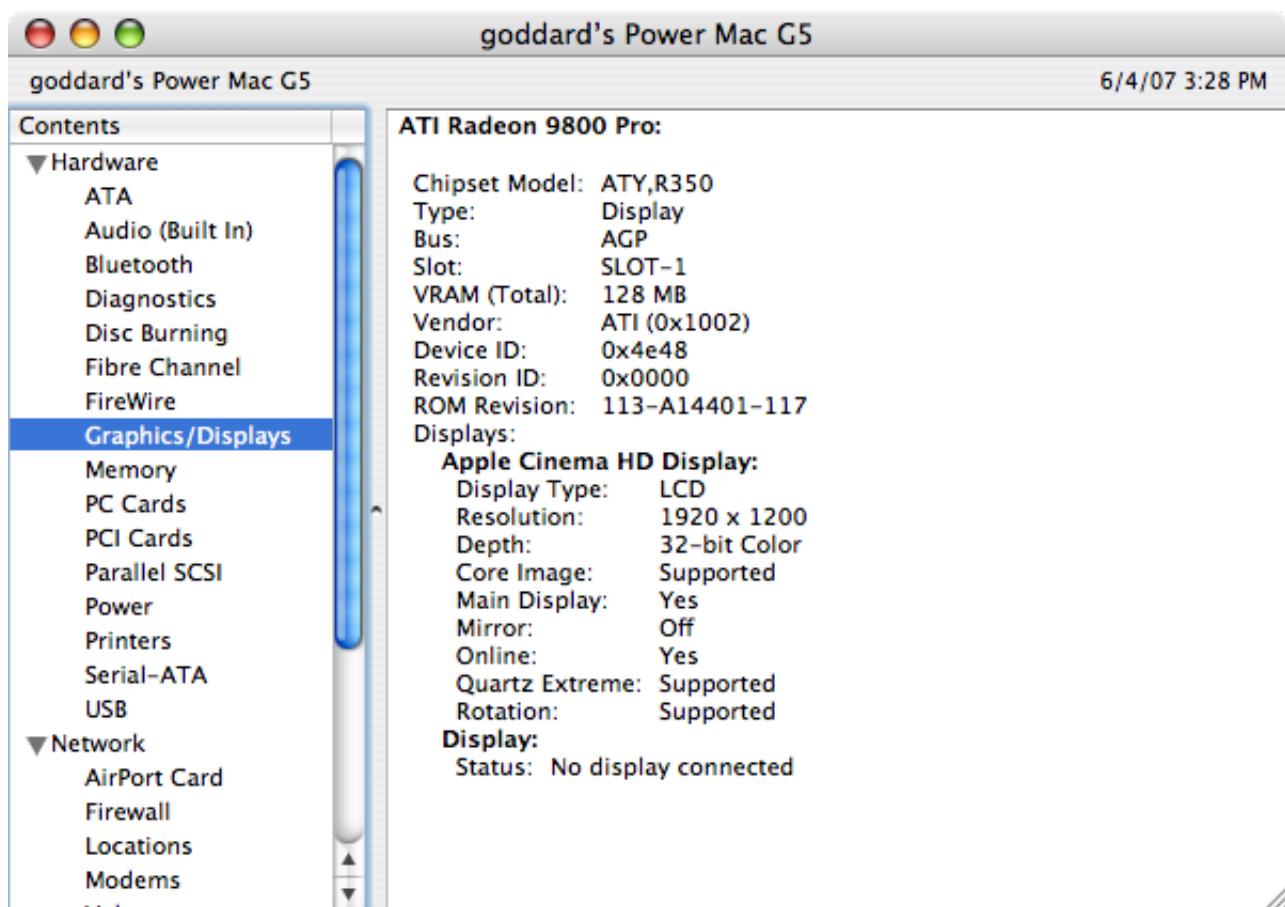 goddard's Power Mac G5
goddard's Power Mac G5 6/4/07 3:28 PM
Contents
Hardware
ATA
Audio (Built In)
Bluetooth
Diagnostics
Disc Burning
Fibre Channel
FireWire
Graphics/Displays
Memory
PC Cards
PCI Cards
Parallel SCSI
Power
Printers
Serial-ATA
USB
Network
AirPort Card
Firewall
Locations
Modems
ATI Radeon 9800 Pro:
Chipset Model: ATY,R350
Type: Display
Bus: AGP
Slot: SLOT-1
VRAM (Total): 128 MB
Vendor: ATI (0x1002)
Device ID: 0x4e48
Revision ID: 0x0000
ROM Revision: 113-A14401-117
Displays:
Apple Cinema HD Display:
Display Type: LCD
Resolution: 1920 x 1200
Depth: 32-bit Color
Core Image: Supported
Main Display: Yes
Mirror: Off
Online: Yes
Quartz Extreme: Supported
Rotation: Supported
Display:
Status: No display connected